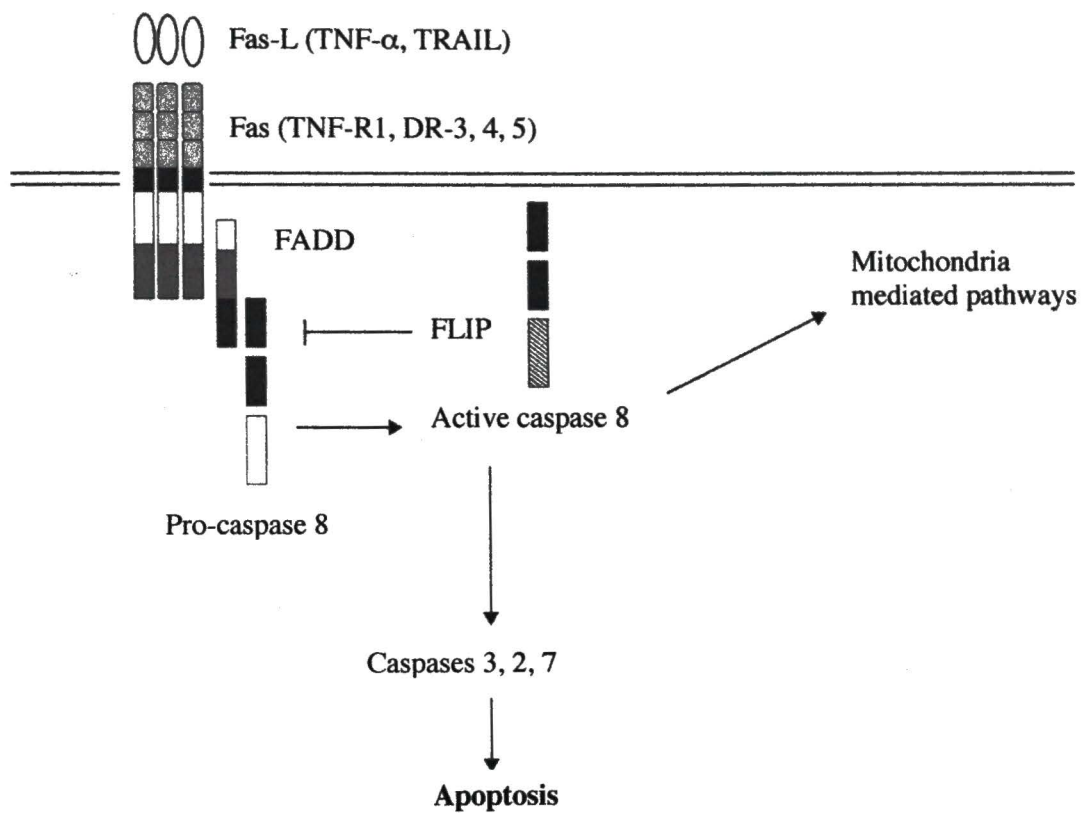 Fas-L (TNF-α, TRAIL)
Fas (TNF-R1, DR-3, 4, 5)
FADD
Mitochondria
mediated pathways
FLIP
Active caspase 8
Pro-caspase 8
Caspases 3, 2, 7
Apoptosis